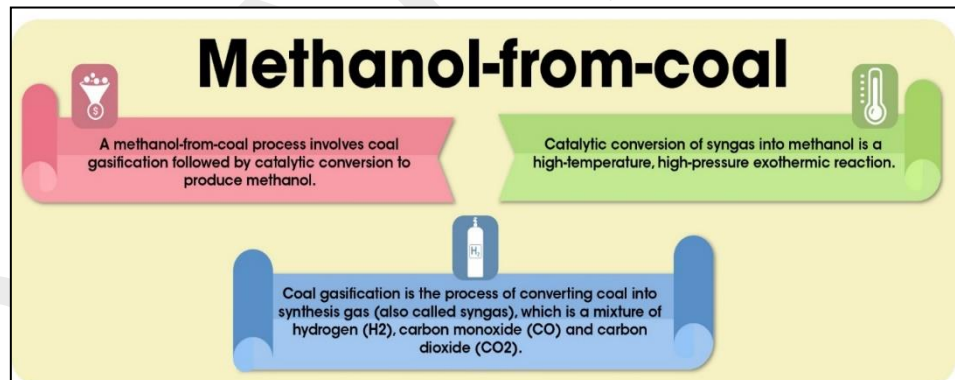 Methanol-from-coal
$
A methanol-from-coal process involves coal
gasification followed by catalytic conversion to
produce methanol.
Catalytic conversion of syngas into methanol is a
high-temperature, high-pressure exothermic reaction.
H₂
Coal gasification is the process of converting coal into
synthesis gas (also called syngas), which is a mixture of
hydrogen (H2), carbon monoxide (CO) and carbon
dioxide (CO2).